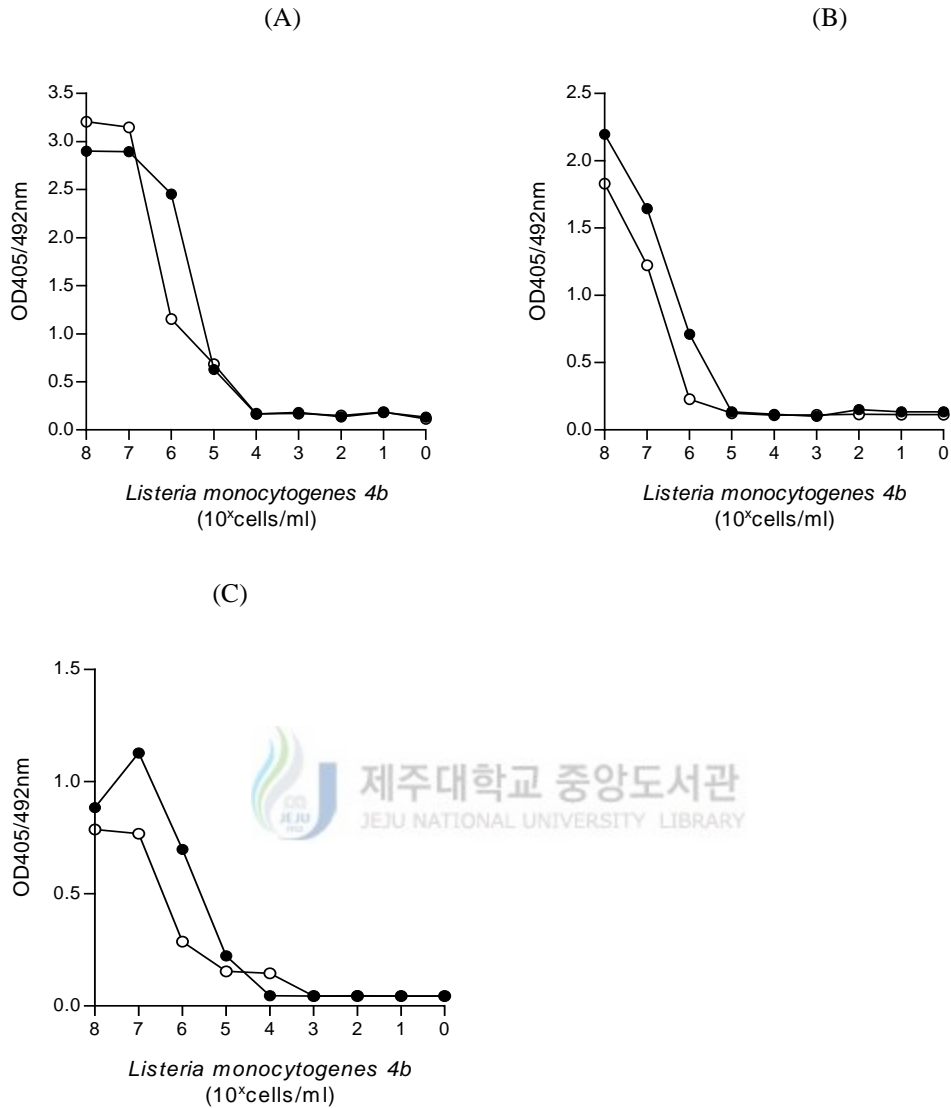 (A)
3.5
3.0
2.5
2.0
1.5
1.0
0.5
0.0
OD405/492nm
8 7 6 5 4 3 2 1 0
Listeria monocytogenes 4b
(10ˣcells/ml)
(B)
2.5
2.0
1.5
1.0
0.5
0.0
OD405/492nm
8 7 6 5 4 3 2 1 0
Listeria monocytogenes 4b
(10ˣcells/ml)
(C)
1.5
1.0
0.5
0.0
OD405/492nm
8 7 6 5 4 3 2 1 0
Listeria monocytogenes 4b
(10ˣcells/ml)
제주대학교 중앙도서관
JEJU NATIONAL UNIVERSITY LIBRARY
JEJU